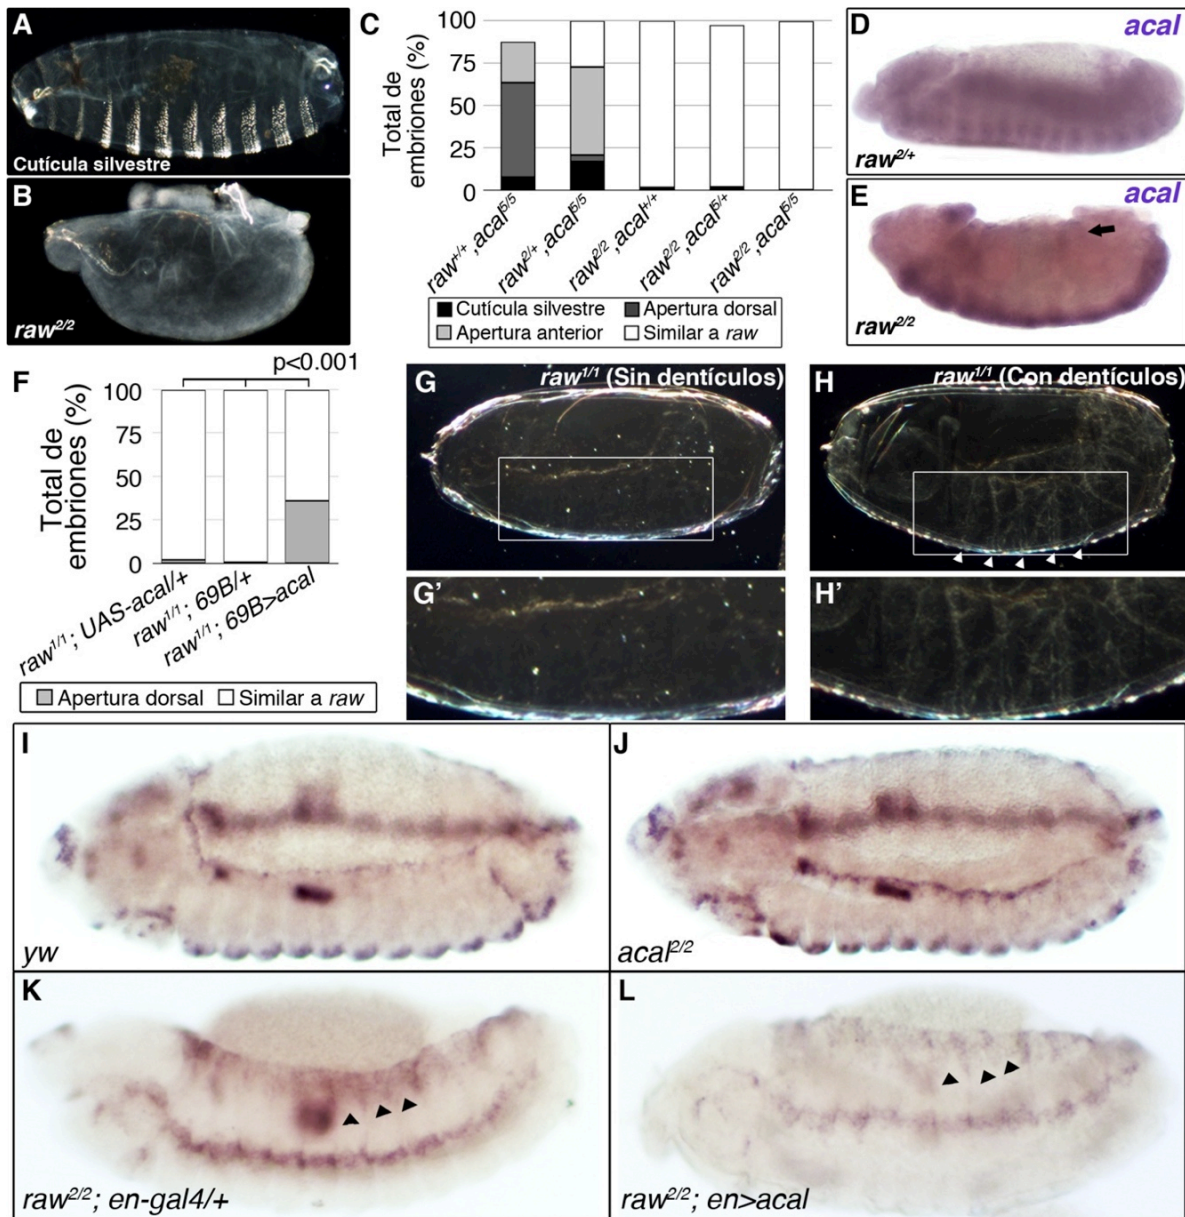 A
Cutícula silvestre
B
raw2/2
C
Total de
embriones (%)
100
75
50
25
0
raw+/+,acal5/5
raw2/+,acal5/5
raw2/2,acal+/+
raw2/2,acal5/+
raw2/2,acal5/5
Cutícula silvestre
Apertura dorsal
Apertura anterior
Similar a raw
D
acal
raw2/+
E
acal
raw2/2
F
p<0.001
Total de
embriones (%)
100
75
50
25
0
raw1/1; UAS-acal/+
raw1/1; 69B/+
raw1/1; 69B>acal
Apertura dorsal
Similar a raw
G
raw1/1 (Sin dentículos)
H
raw1/1 (Con dentículos)
G'
H'
I
yw
J
acal2/2
K
raw2/2; en-gal4/+
L
raw2/2; en>acal